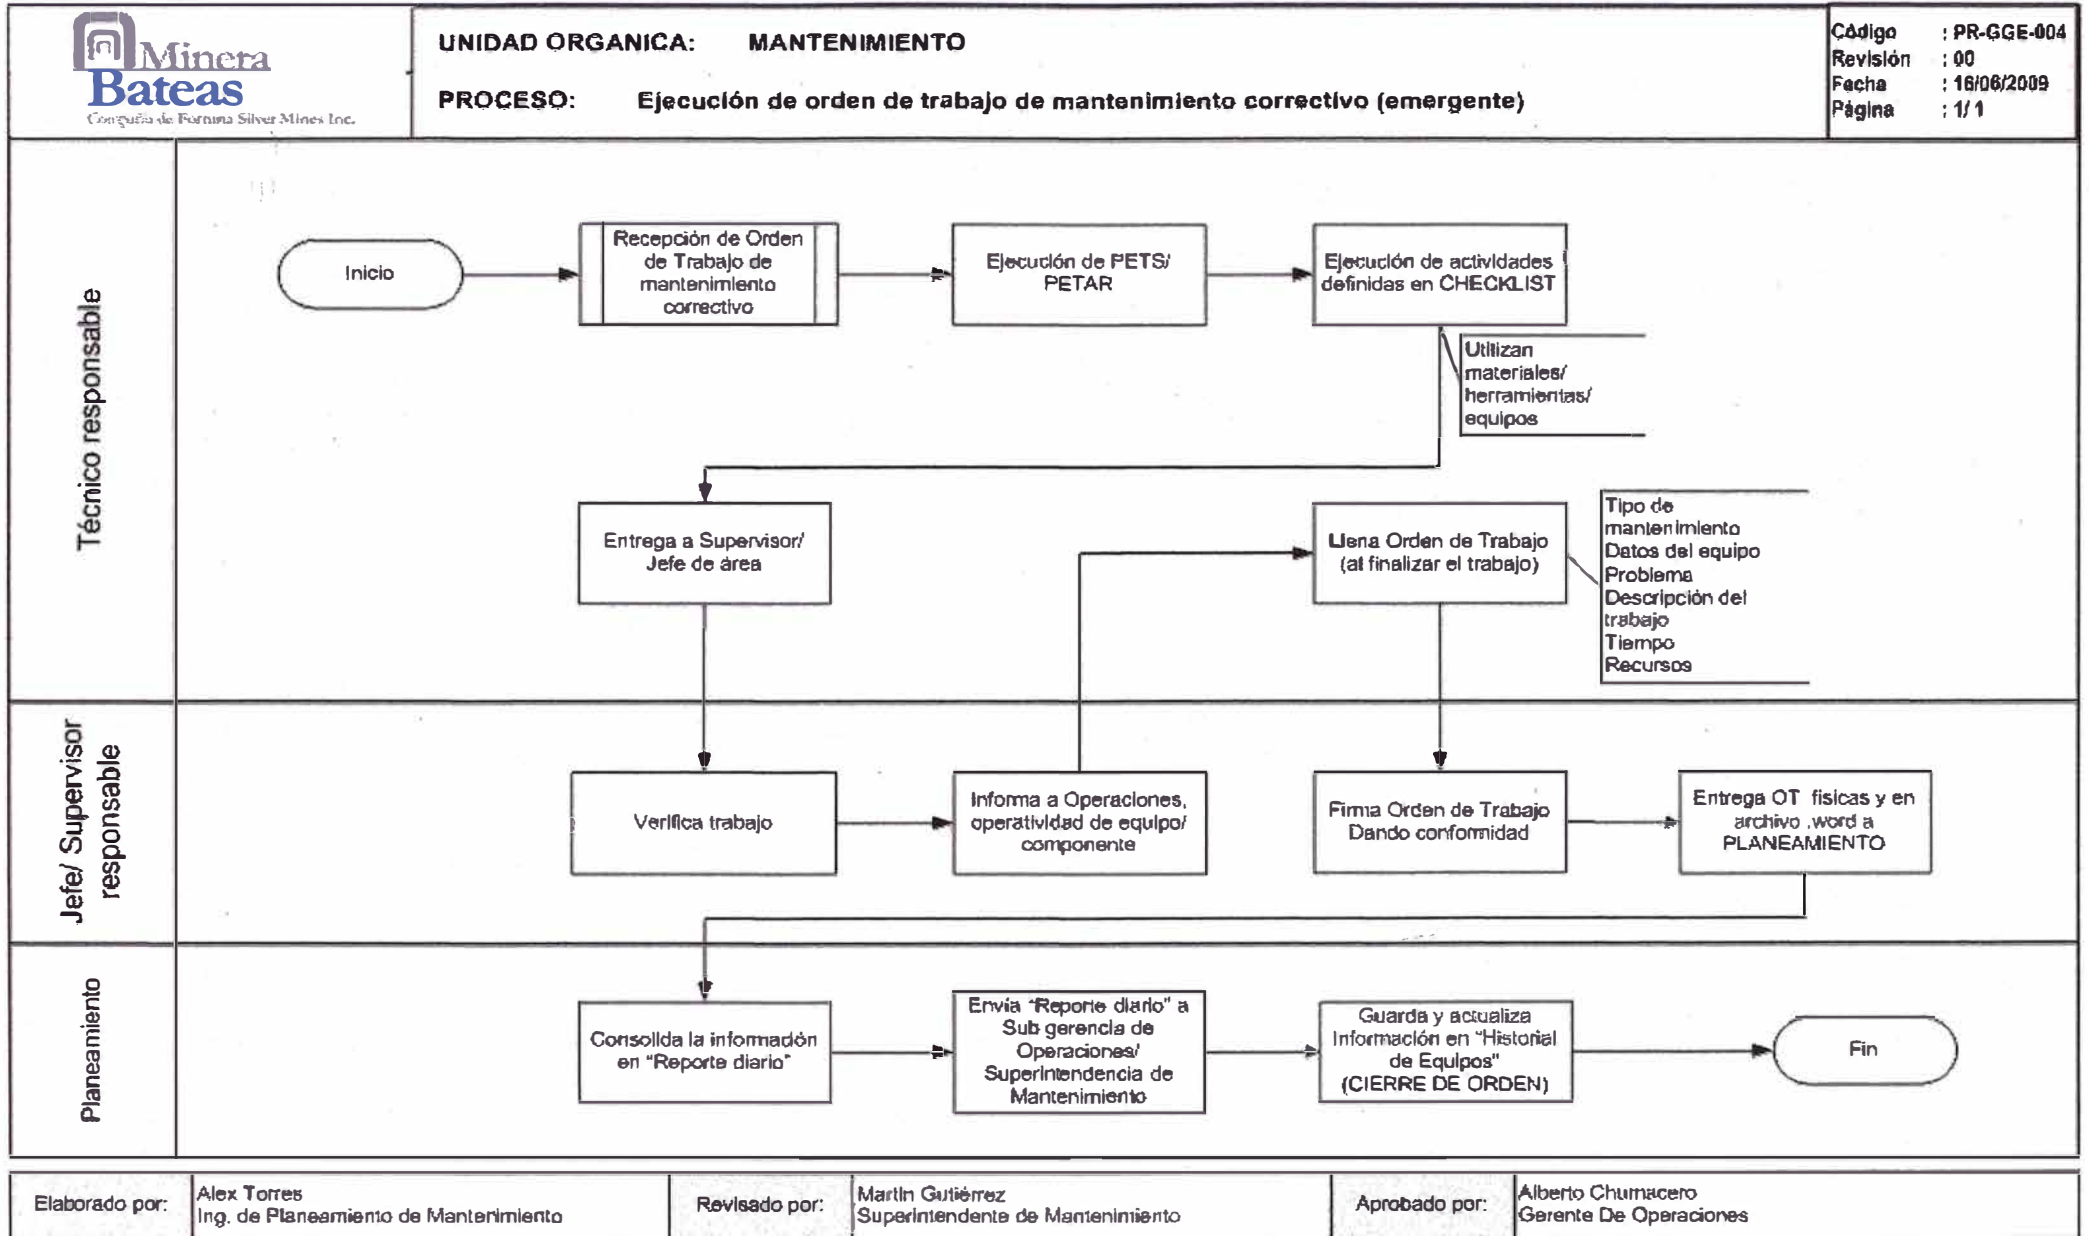 Minera
Bateas
Compañía de Fortuna Silver Mines Inc.
UNIDAD ORGANICA: MANTENIMIENTO
PROCESO: Ejecución de orden de trabajo de mantenimiento correctivo (emergente)
Código : PR-GGE-004
Revisión : 00
Fecha : 16/06/2009
Página : 1/ 1
Técnico responsable
Inicio
Recepción de Orden
de Trabajo de
mantenimiento
correctivo
Ejecución de PETS/
PETAR
Ejecución de actividades
definidas en CHECKLIST
Utilizan
materiales/
herramientas/
equipos
Entrega a Supervisor/
Jefe de área
Llena Orden de Trabajo
(al finalizar el trabajo)
Tipo de
mantenimiento
Datos del equipo
Problema
Descripción del
trabajo
Tiempo
Recursos
Jefe/ Supervisor
responsable
Verifica trabajo
Informa a Operaciones,
operatividad de equipo/
componente
Firma Orden de Trabajo
Dando conformidad
Entrega OT fisicas y en
archivo .word a
PLANEAMIENTO
Planeamiento
Consolida la información
en "Reporte diario"
Envía "Reporte diario" a
Sub gerencia de
Operaciones/
Superintendencia de
Mantenimiento
Guarda y actualiza
Información en "Historial
de Equipos"
(CIERRE DE ORDEN)
Fin
Elaborado por:
Alex Torres
Ing. de Planeamiento de Mantenimiento
Revisado por:
Martin Gutiérrez
Superintendente de Mantenimiento
Aprobado por:
Alberto Chumacero
Gerente De Operaciones